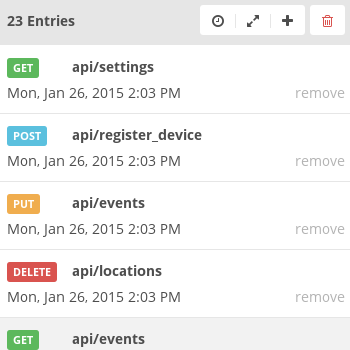 23 Entries
GET api/settings
Mon, Jan 26, 2015 2:03 PM remove
POST api/register_device
Mon, Jan 26, 2015 2:03 PM remove
PUT api/events
Mon, Jan 26, 2015 2:03 PM remove
DELETE api/locations
Mon, Jan 26, 2015 2:03 PM remove
GET api/events